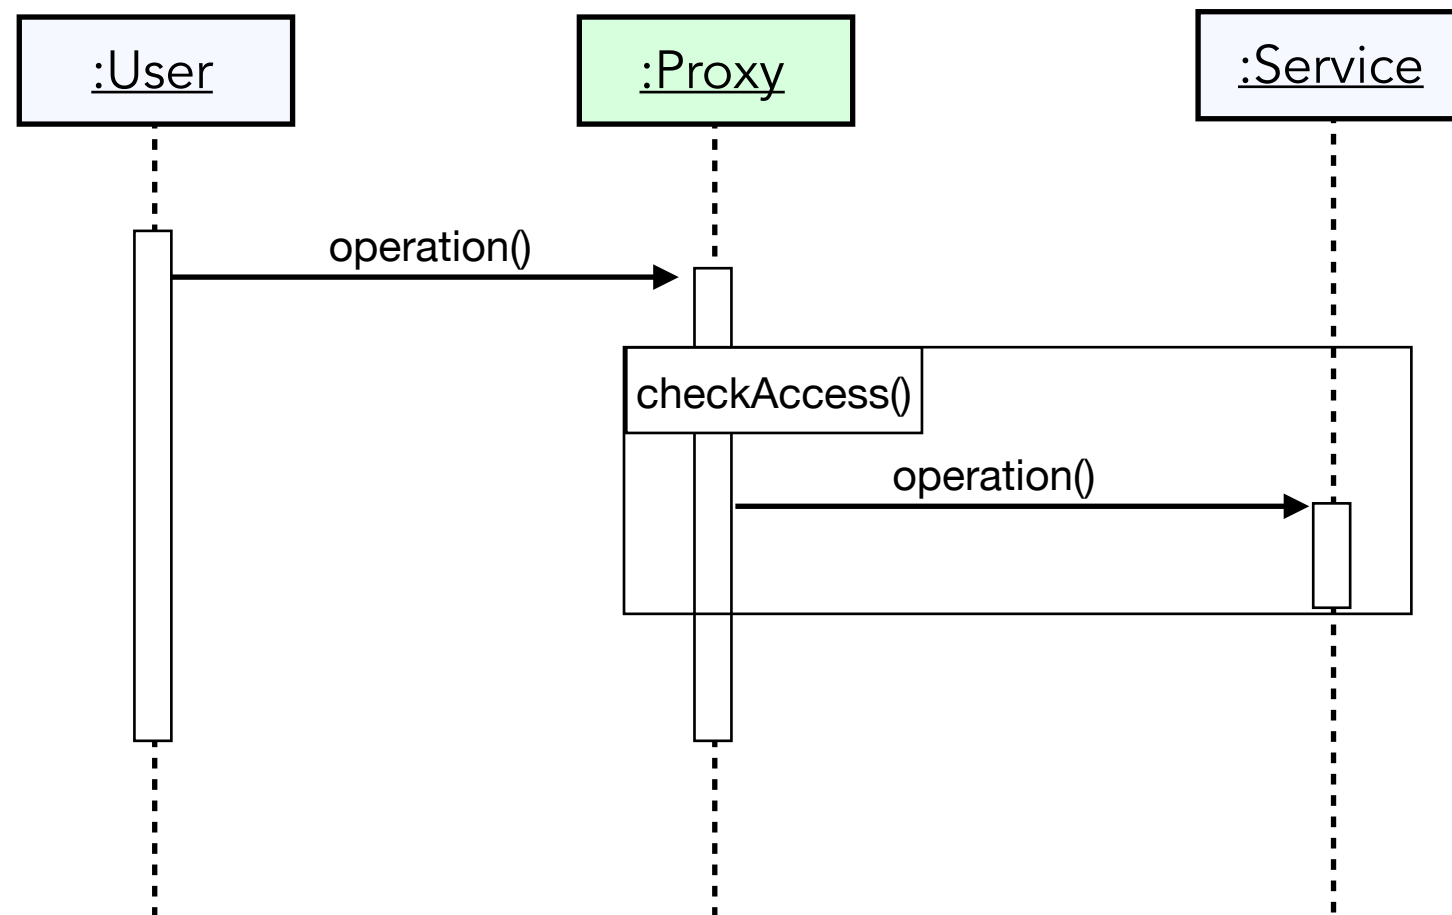 :User
:Proxy
:Service
operation()
checkAccess()
operation()